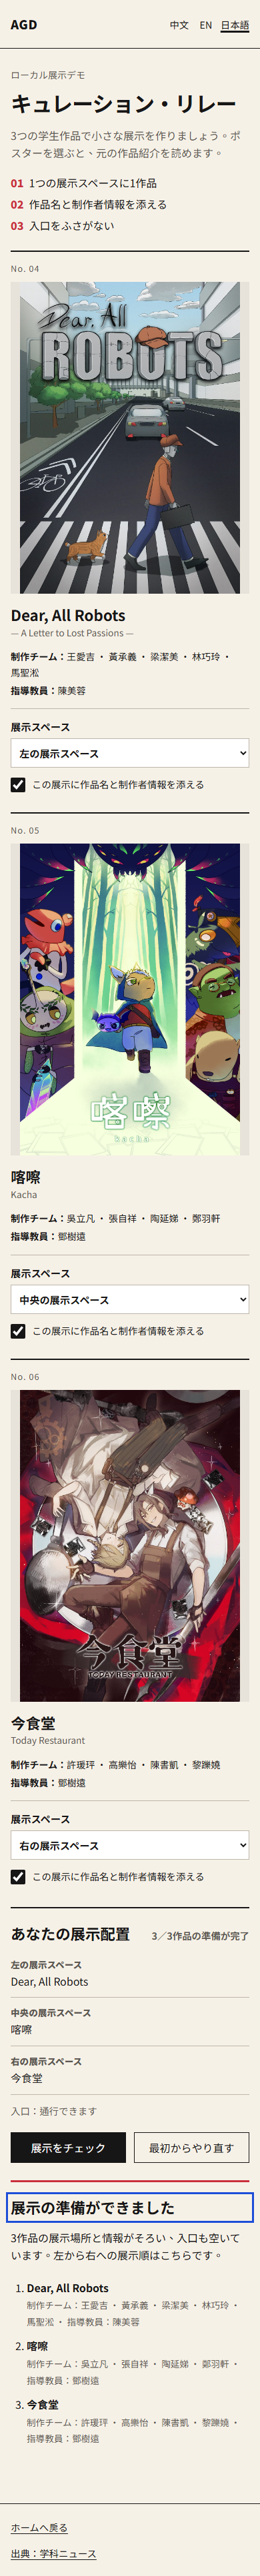 AGD
中文 EN 日本語
ローカル展示デモ
キュレーション・リレー
3つの学生作品で小さな展示を作りましょう。ポ
スターを選ぶと、元の作品紹介を読めます。
01 1つの展示スペースに1作品
02 作品名と制作者情報を添える
03 入口をふさがない
No. 04
Dear, All
ROBOTS
Dear, All Robots
— A Letter to Lost Passions —
制作チーム：王愛吉 ・ 黃承義 ・ 梁潔美 ・ 林巧玲 ・
馬聖淞
指導教員：陳美蓉
展示スペース
左の展示スペース
この展示に作品名と制作者情報を添える
No. 05
喀嚓
kacha
喀嚓
Kacha
制作チーム：吳立凡 ・ 張自祥 ・ 陶延娣 ・ 鄭羽軒
指導教員：鄧樹遠
展示スペース
中央の展示スペース
この展示に作品名と制作者情報を添える
No. 06
今食堂
TODAY RESTAURANT
今食堂
Today Restaurant
制作チーム：許瑷玶 ・ 高樂怡 ・ 陳書凱 ・ 黎躒嬈
指導教員：鄧樹遠
展示スペース
右の展示スペース
この展示に作品名と制作者情報を添える
あなたの展示配置 3／3作品の準備が完了
左の展示スペース
Dear, All Robots
中央の展示スペース
喀嚓
右の展示スペース
今食堂
入口：通行できます
展示をチェック 最初からやり直す
展示の準備ができました
3作品の展示場所と情報がそろい、入口も空いて
います。左から右への展示順はこちらです。
1. Dear, All Robots
制作チーム：王愛吉 ・ 黃承義 ・ 梁潔美 ・ 林巧玲 ・
馬聖淞 ・ 指導教員：陳美蓉
2. 喀嚓
制作チーム：吳立凡 ・ 張自祥 ・ 陶延娣 ・ 鄭羽軒 ・
指導教員：鄧樹遠
3. 今食堂
制作チーム：許瑷玶 ・ 高樂怡 ・ 陳書凱 ・ 黎躒嬈 ・
指導教員：鄧樹遠
ホームへ戻る
出典：学科ニュース